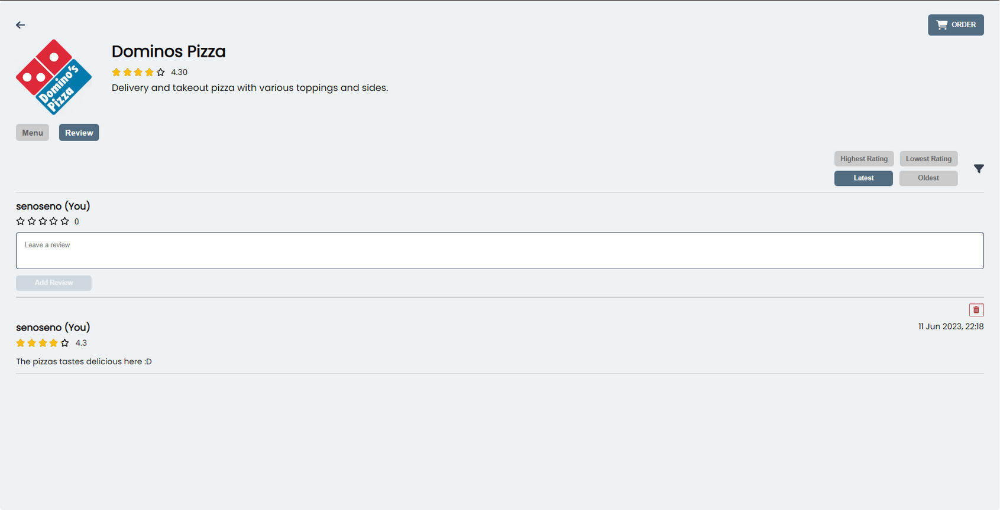 ORDER
Domino's
Pizza
Dominos Pizza
4.30
Delivery and takeout pizza with various toppings and sides.
Menu Review
Highest Rating Lowest Rating
Latest Oldest
senoseno (You)
0
Leave a review
Add Review
senoseno (You)
11 Jun 2023, 22:18
4.3
The pizzas tastes delicious here :D